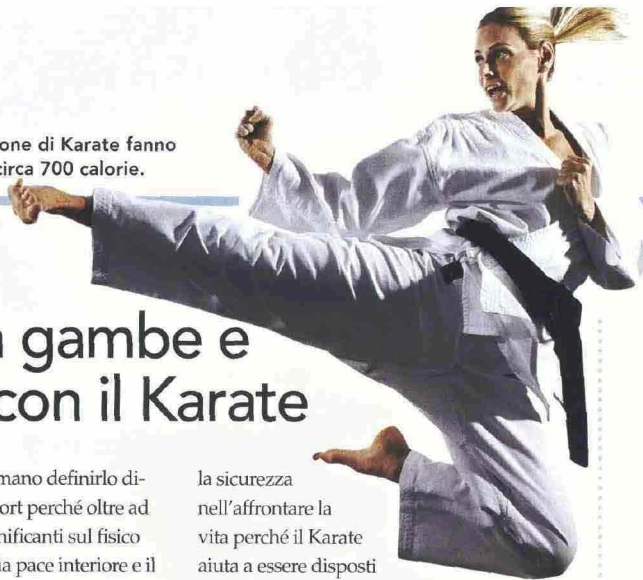 one di Karate fanno
circa 700 calorie.
gambe e
con il Karate
mano definirlo di-
ort perché oltre ad
nificanti sul fisico
ia pace interiore e il
la sicurezza
nell'affrontare la
vita perché il Karate
aiuta a essere disposti